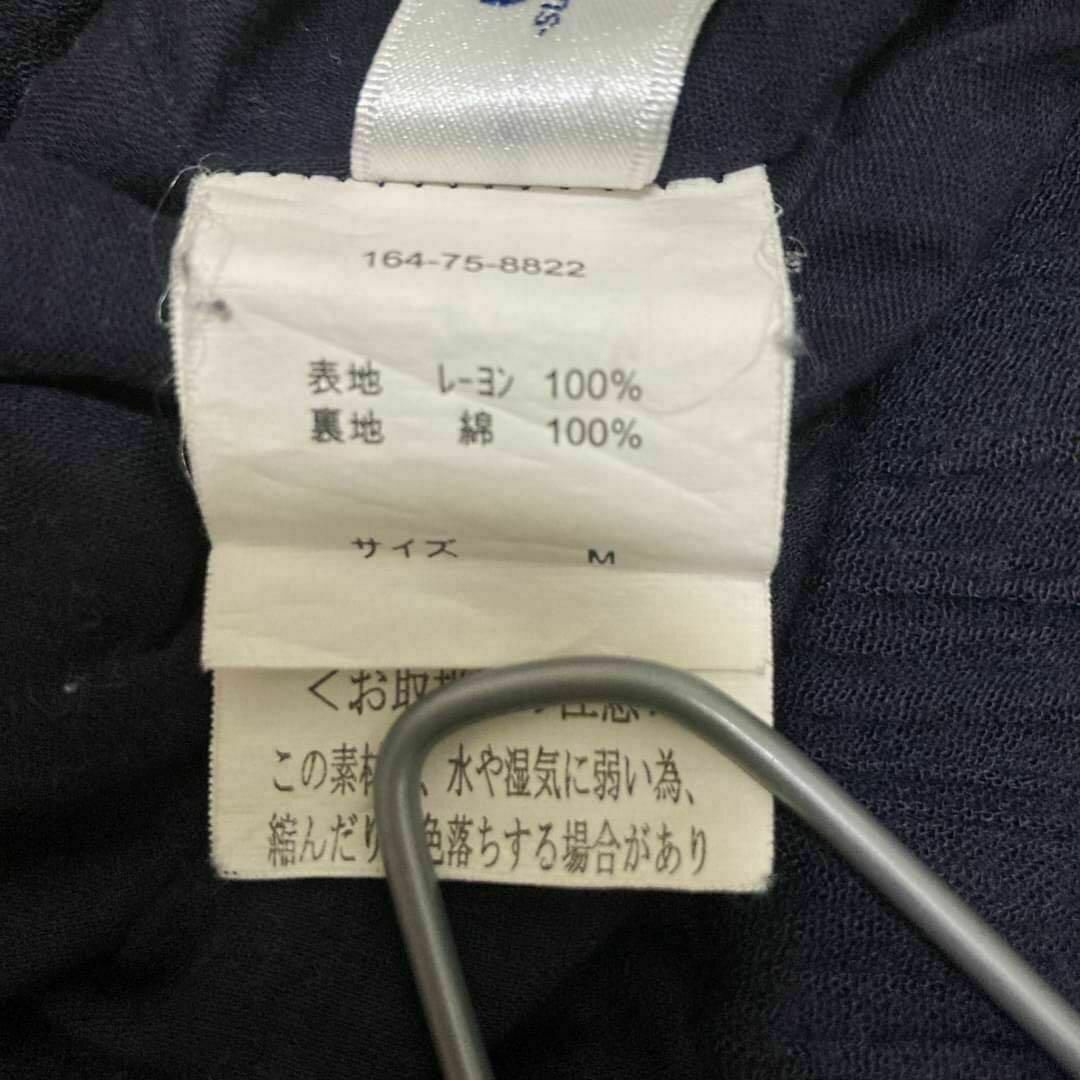 164-75-8822
表地 レーヨン 100%
裏地 綿 100%
サイズ M
<お取
この素材 、水や湿気に弱い為、
縮んだり 色落ちする場合があり